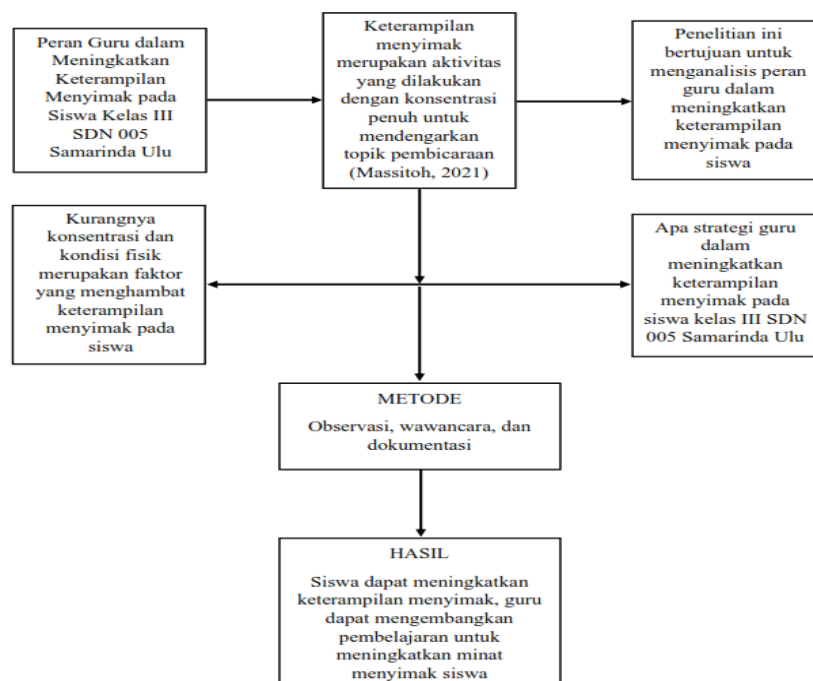 Peran Guru dalam
Meningkatkan
Keterampilan
Menyimak pada
Siswa Kelas III
SDN 005
Samarinda Ulu
Keterampilan
menyimak
merupakan aktivitas
yang dilakukan
dengan konsentrasi
penuh untuk
mendengarkan
topik pembicaraan
(Massitoh, 2021)
Penelitian ini
bertujuan untuk
menganalisis peran
guru dalam
meningkatkan
keterampilan
menyimak pada
siswa
Kurangnya
konsentrasi dan
kondisi fisik
merupakan faktor
yang menghambat
keterampilan
menyimak pada
siswa
Apa strategi guru
dalam
meningkatkan
keterampilan
menyimak pada
siswa kelas III SDN
005 Samarinda Ulu
METODE
Observasi, wawancara, dan
dokumentasi
HASIL
Siswa dapat meningkatkan
keterampilan menyimak, guru
dapat mengembangkan
pembelajaran untuk
meningkatkan minat
menyimak siswa